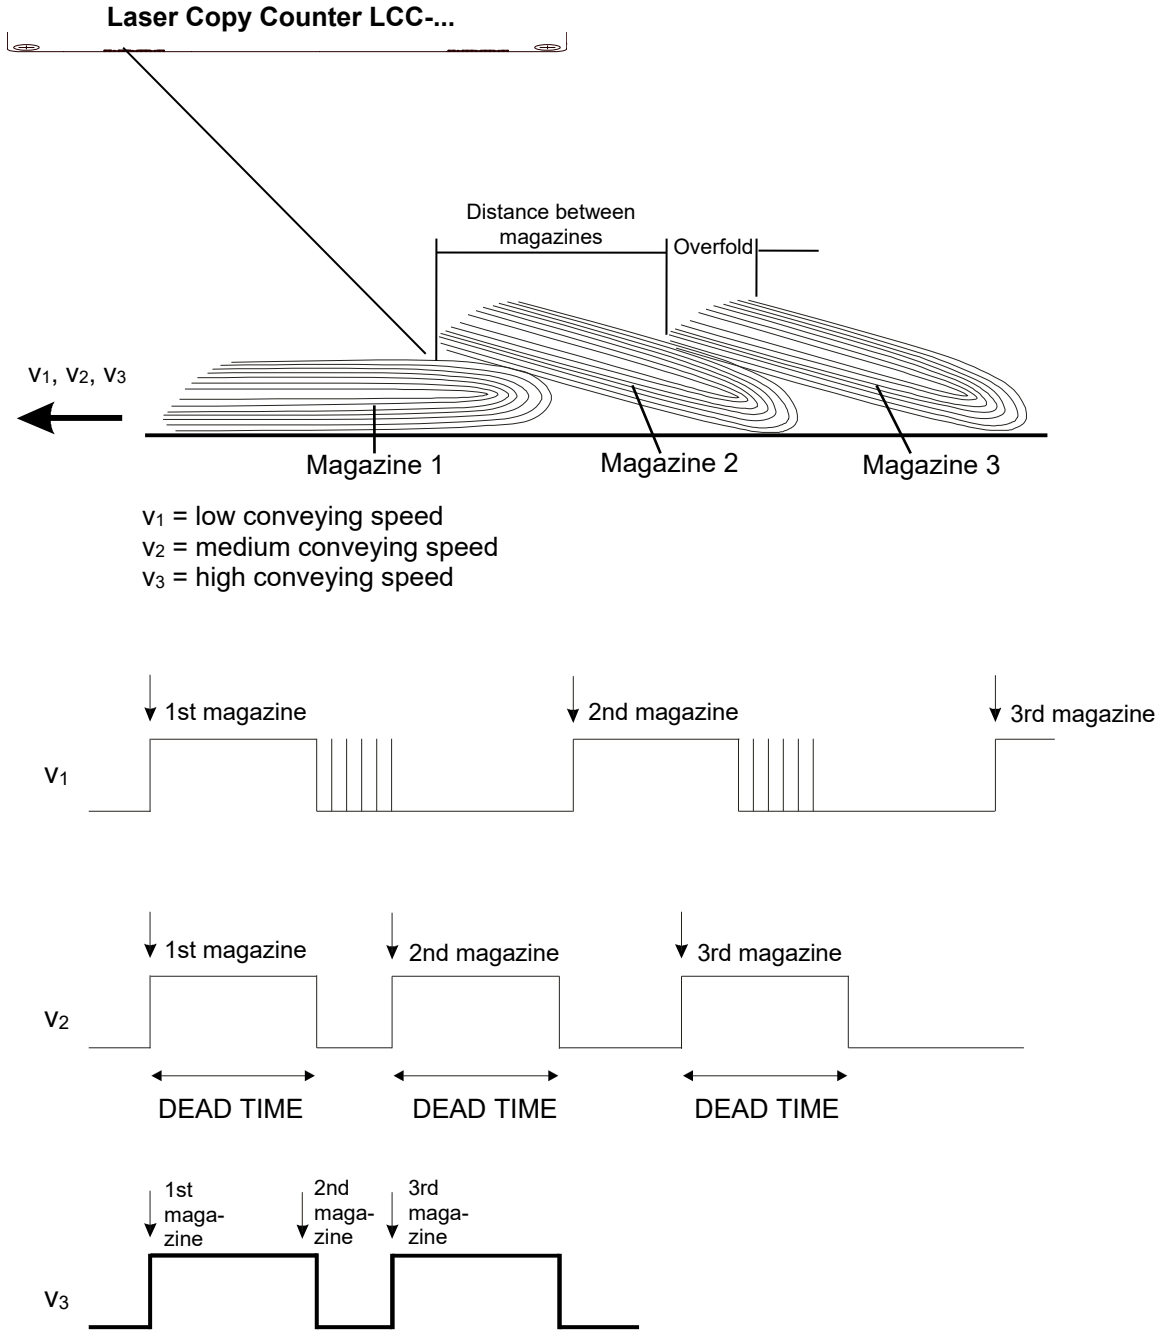 Laser Copy Counter LCC-...
Distance between
magazines
Overfold
v1, v2, v3
Magazine 1
Magazine 2
Magazine 3
v1 = low conveying speed
v2 = medium conveying speed
v3 = high conveying speed
1st magazine
2nd magazine
3rd magazine
v1
1st magazine
2nd magazine
3rd magazine
v2
DEAD TIME
DEAD TIME
DEAD TIME
1st
maga-
zine
2nd
maga-
zine
3rd
maga-
zine
v3